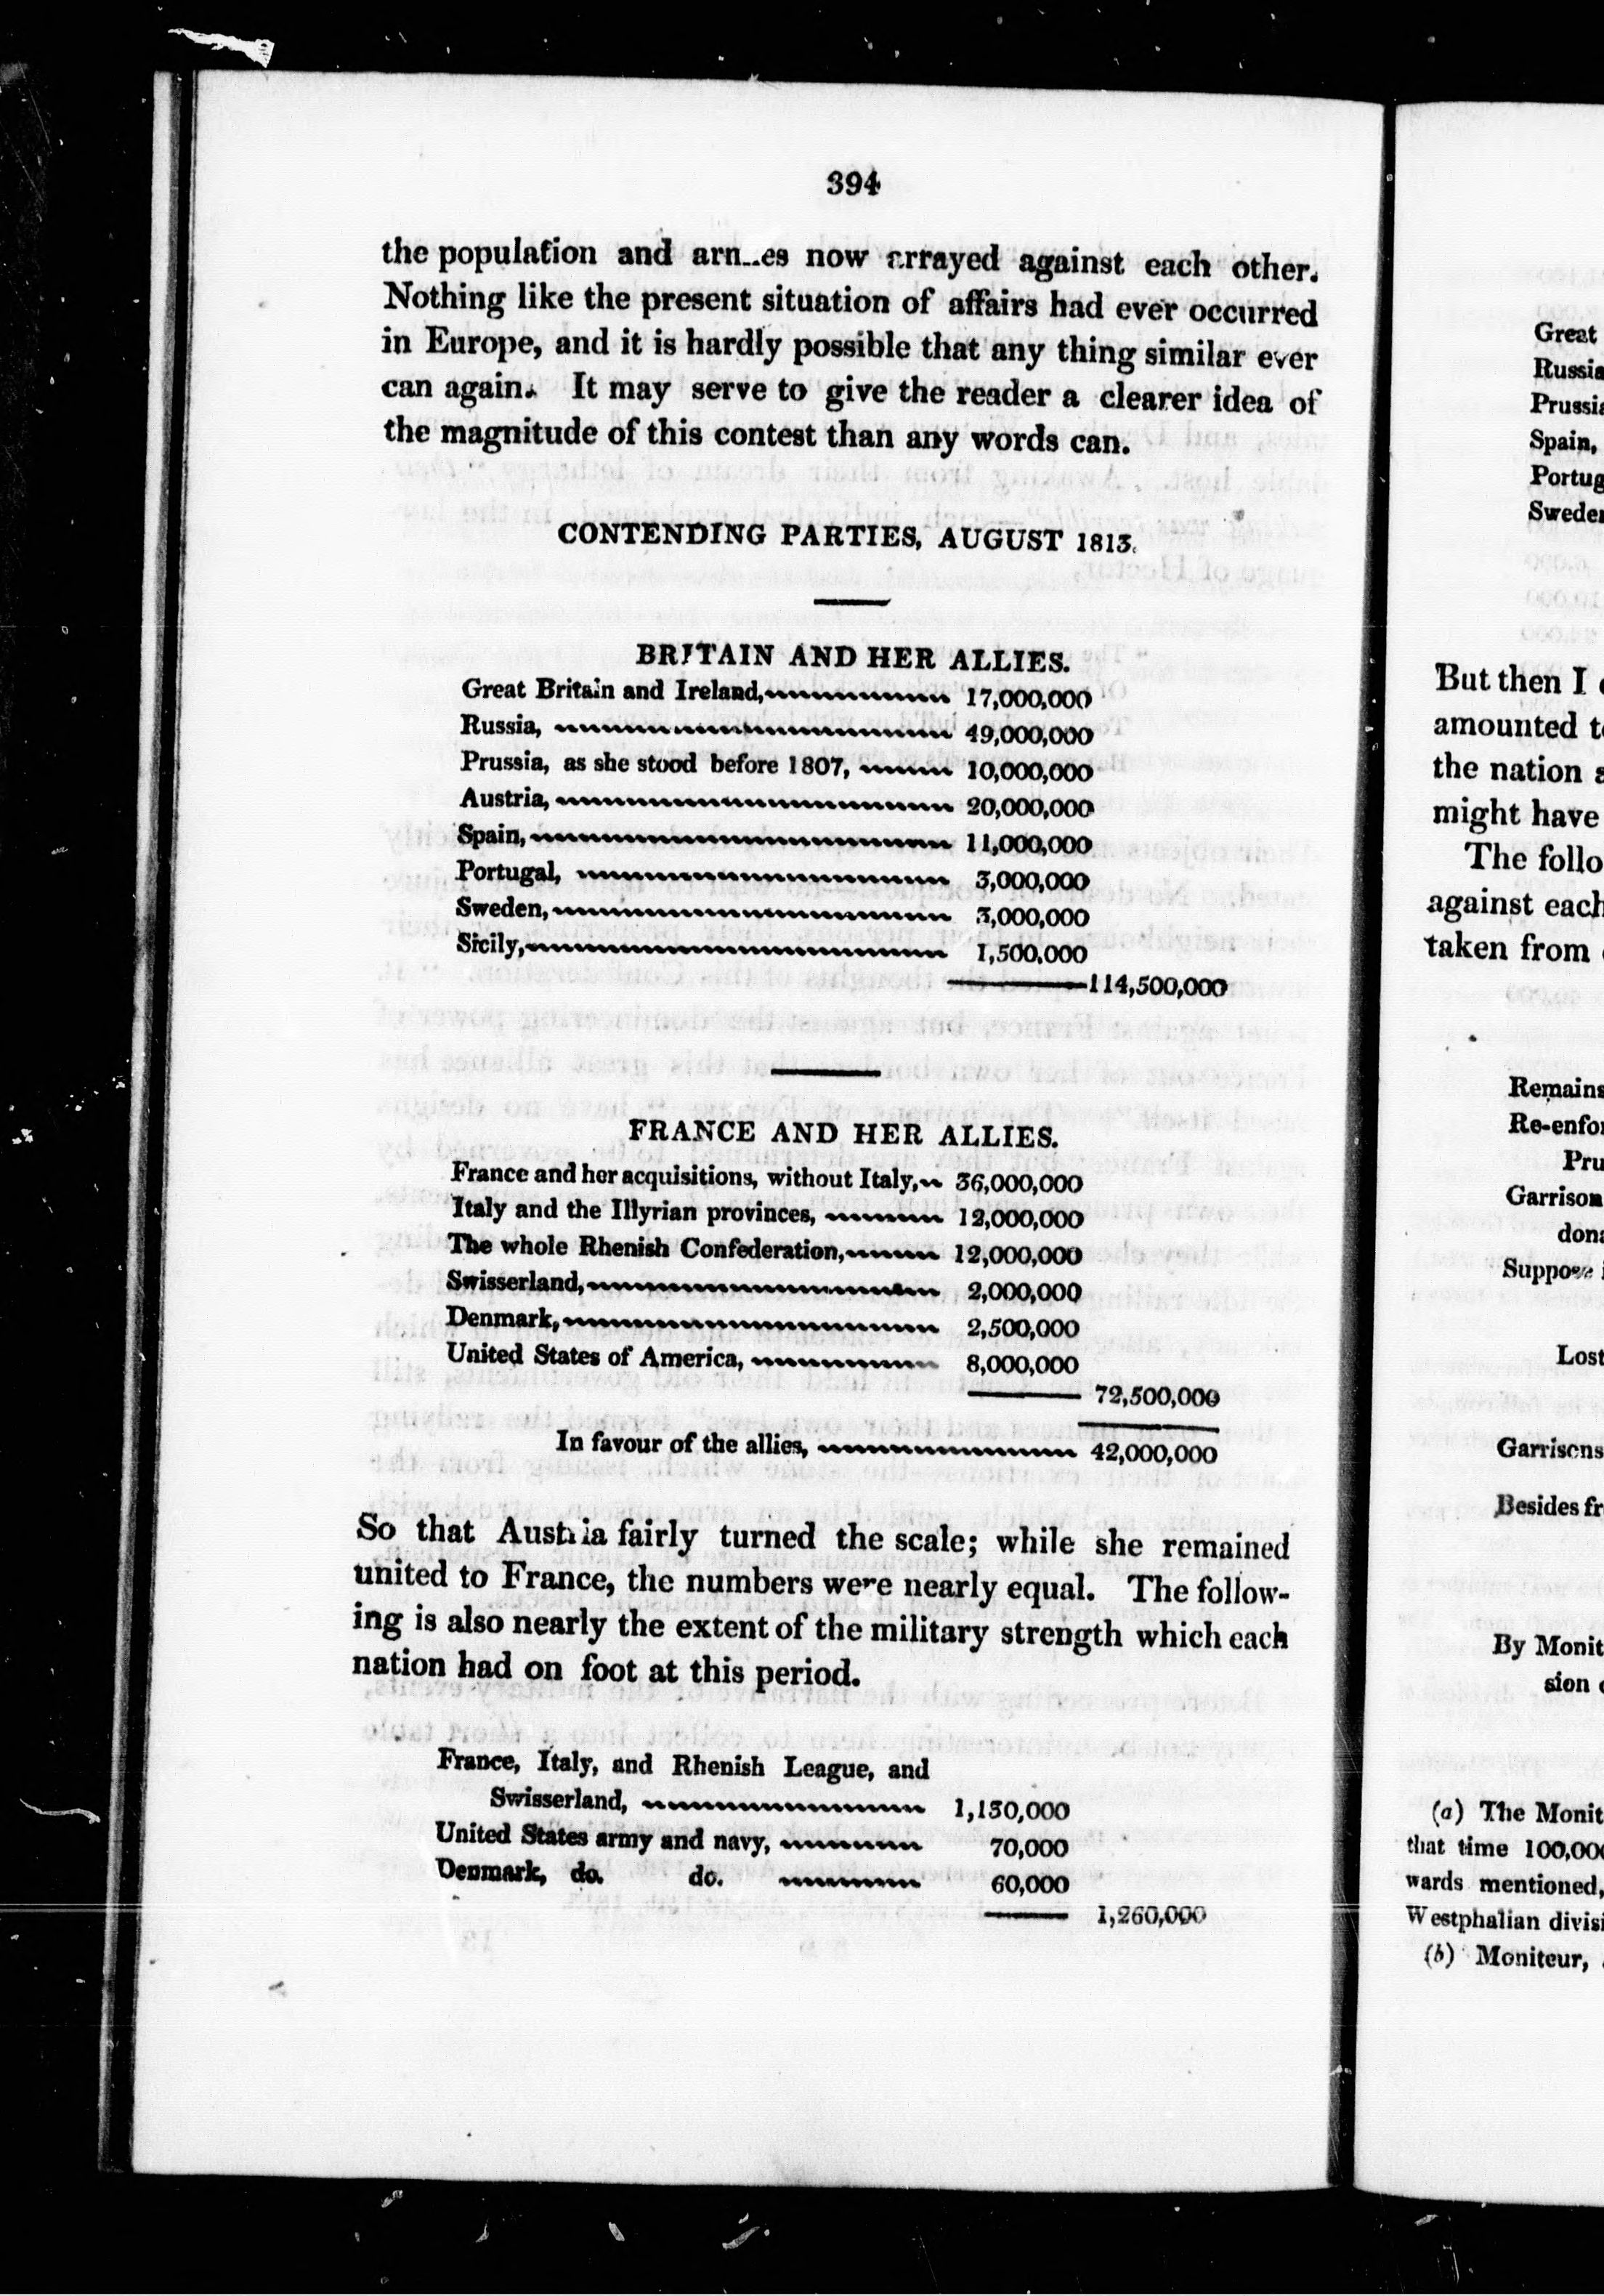 394
the population and now arrayed against each other.
Nothing like the present situation of affairs had ever occurred
in Europe, and it is hardly possible that any thing similar ever
can again. It may serve to give the reader a clearer idea of
the magnitude of this contest than any words can.
CONTENDING PARTIES, AUGUST 1813.
BRITAIN AND HER ALLIES.
Great Britain and Ireland, 17,000,000
Russia, 49,000,000
Prussia, as she stood before 1807, 10,000,000
Austria, 20,000,000
Spain, 11,000,000
Portugal, 3,000,000
Sweden, 3,000,000
Sicily, 1,500,000
114,500,000
FRANCE AND HER ALLIES.
France and her acquisitions, without Italy, 36,000,000
Italy and the Illyrian provinces, 12,000,000
The whole Rhenish Confederation, 12,000,000
Swisserland, 2,000,000
Denmark, 2,500,000
United States of America, 8,000,000
72,500,000
In favour of the allies, 42,000,000
So that Austria fairly turned the scale; while she remained
united to France, the numbers were nearly equal. The follow-
ing is also nearly the extent of the military strength which each
nation had on foot at this period.
France, Italy, and Rhenish League, and
Swisserland, 1,130,000
United States army and navy, 70,000
Denmark, do. do. 60,000
1,260,000
Great
Russia
Prussia
Spain,
Portug
Sweden
But then I
amounted
the nation
might have
The follo
against each
taken from
Remains
Re-enfor
Pru
Garrison
dona
Suppose
Lost
Garrisons
Besides fr
By Monit
sion
(a) The Monit
that time 100,000
wards mentioned,
Westphalian divisi
(b) Moniteur,